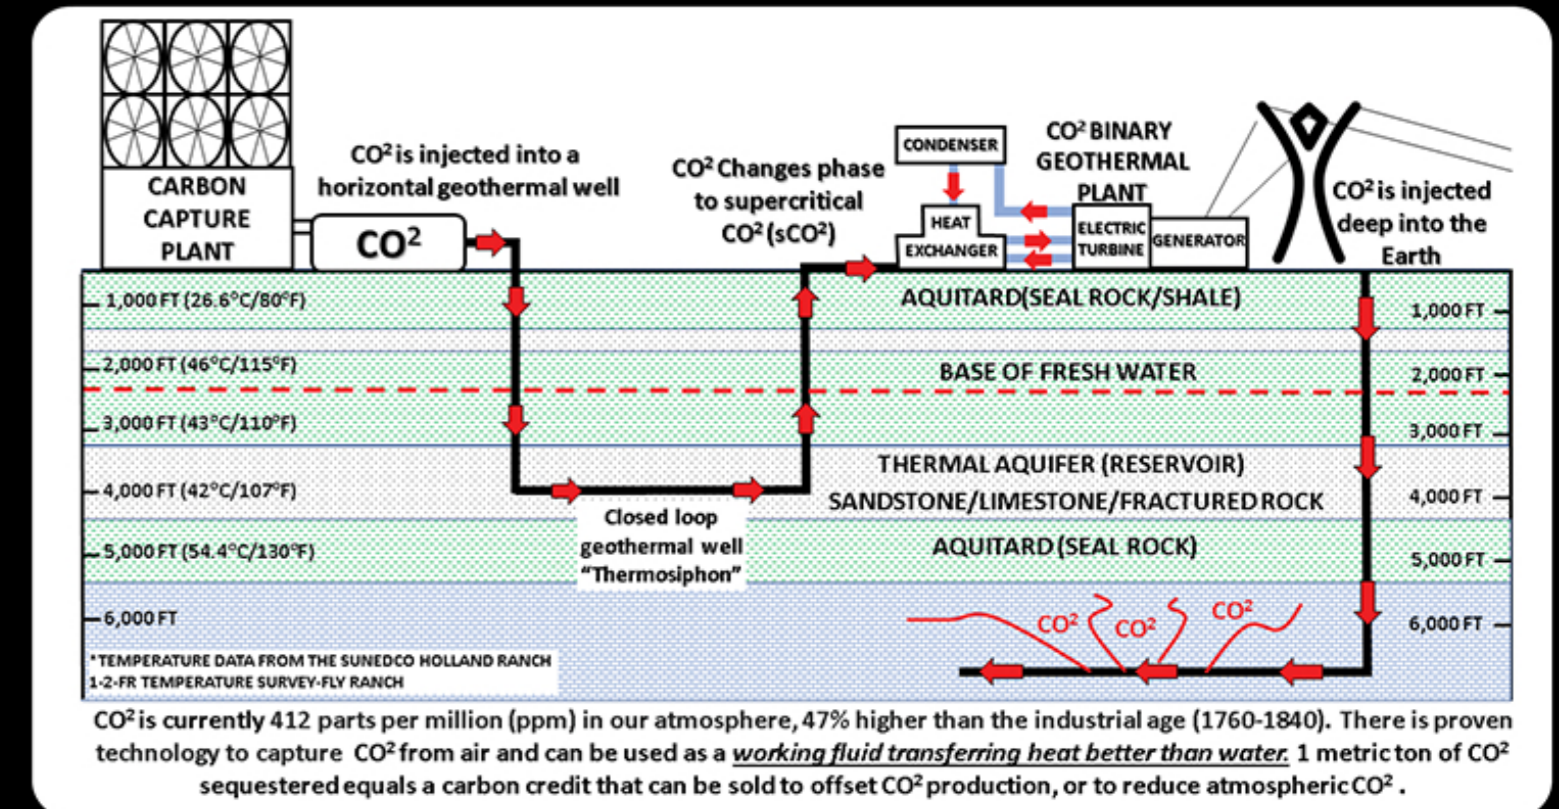 CARBON
CAPTURE
PLANT
CO²
CO² is injected into a
horizontal geothermal well
CO² Changes phase
to supercritical
CO² (sCO²)
CONDENSER
HEAT
EXCHANGER
CO² BINARY
GEOTHERMAL
PLANT
ELECTRIC
TURBINE
GENERATOR
CO² is injected
deep into the
Earth
1,000 FT (26.6°C/80°F)
2,000 FT (46°C/115°F)
3,000 FT (43°C/110°F)
4,000 FT (42°C/107°F)
5,000 FT (54.4°C/130°F)
6,000 FT
*TEMPERATURE DATA FROM THE SUNEDCO HOLLAND RANCH
1-2-FR TEMPERATURE SURVEY-FLY RANCH
Closed loop
geothermal well
“Thermosiphon”
AQUITARD(SEAL ROCK/SHALE)
BASE OF FRESH WATER
THERMAL AQUIFER (RESERVOIR)
SANDSTONE/LIMESTONE/FRACTURED ROCK
AQUITARD (SEAL ROCK)
CO²
CO²
CO²
1,000 FT
2,000 FT
3,000 FT
4,000 FT
5,000 FT
6,000 FT
CO² is currently 412 parts per million (ppm) in our atmosphere, 47% higher than the industrial age (1760-1840). There is proven
technology to capture CO² from air and can be used as a working fluid transferring heat better than water. 1 metric ton of CO²
sequestered equals a carbon credit that can be sold to offset CO² production, or to reduce atmospheric CO² .